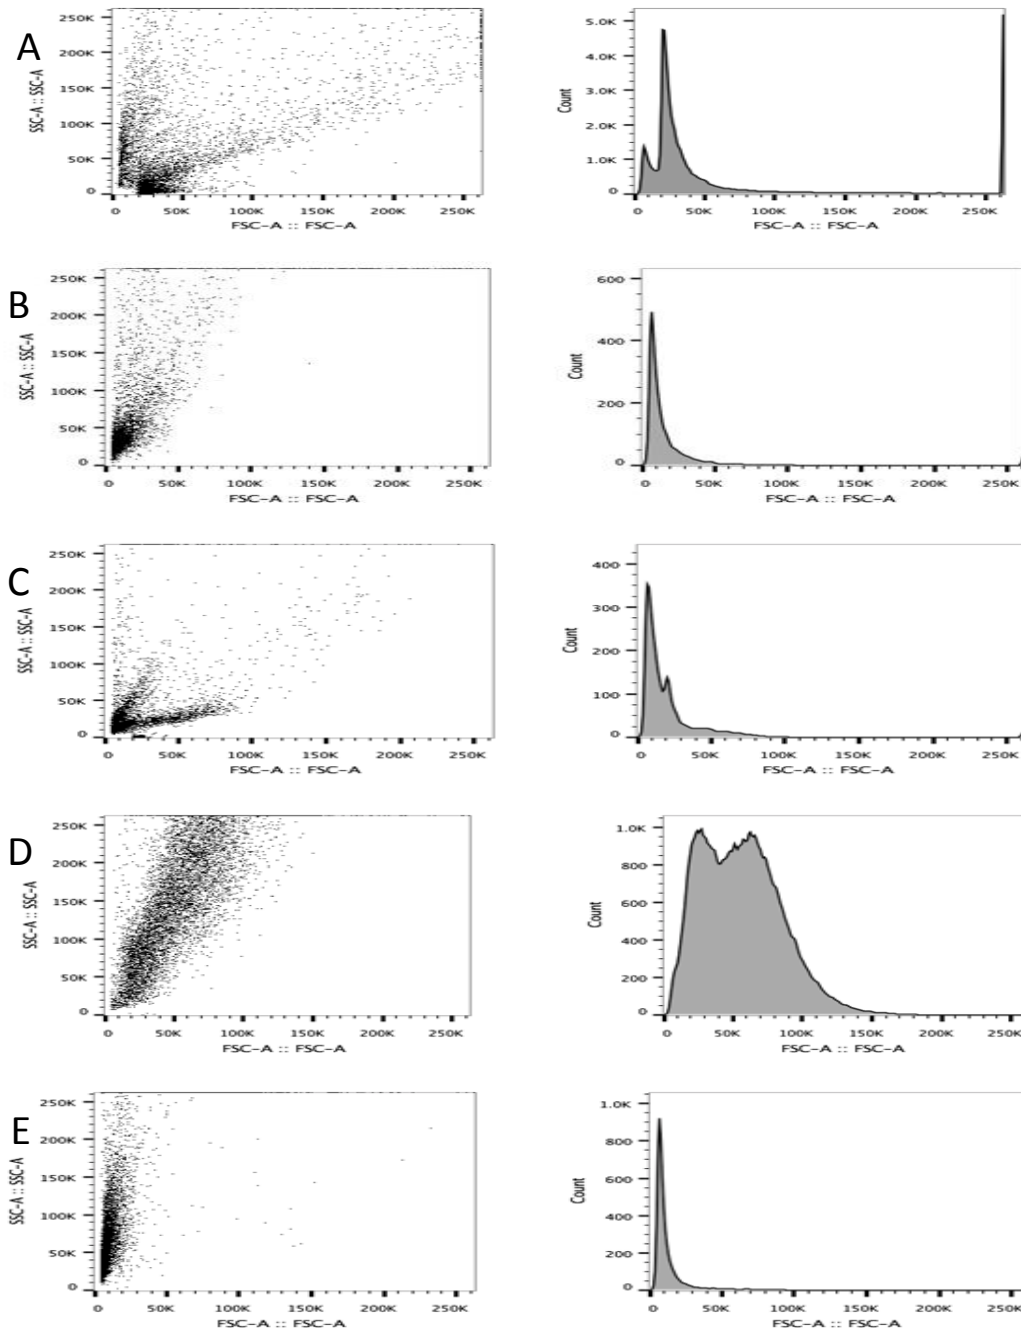 A
SSC-A :: SSC-A
250K
200K
150K
100K
50K
0
0 50K 100K 150K 200K 250K
FSC-A :: FSC-A
Count
5.0K
4.0K
3.0K
2.0K
1.0K
0
0 50K 100K 150K 200K 250K
FSC-A :: FSC-A
B
SSC-A :: SSC-A
250K
200K
150K
100K
50K
0
0 50K 100K 150K 200K 250K
FSC-A :: FSC-A
Count
600
400
200
0
0 50K 100K 150K 200K 250K
FSC-A :: FSC-A
C
SSC-A :: SSC-A
250K
200K
150K
100K
50K
0
0 50K 100K 150K 200K 250K
FSC-A :: FSC-A
Count
400
300
200
100
0
0 50K 100K 150K 200K 250K
FSC-A :: FSC-A
D
SSC-A :: SSC-A
250K
200K
150K
100K
50K
0
0 50K 100K 150K 200K 250K
FSC-A :: FSC-A
Count
1.0K
800
600
400
200
0
0 50K 100K 150K 200K 250K
FSC-A :: FSC-A
E
SSC-A :: SSC-A
250K
200K
150K
100K
50K
0
0 50K 100K 150K 200K 250K
FSC-A :: FSC-A
Count
1.0K
800
600
400
200
0
0 50K 100K 150K 200K 250K
FSC-A :: FSC-A